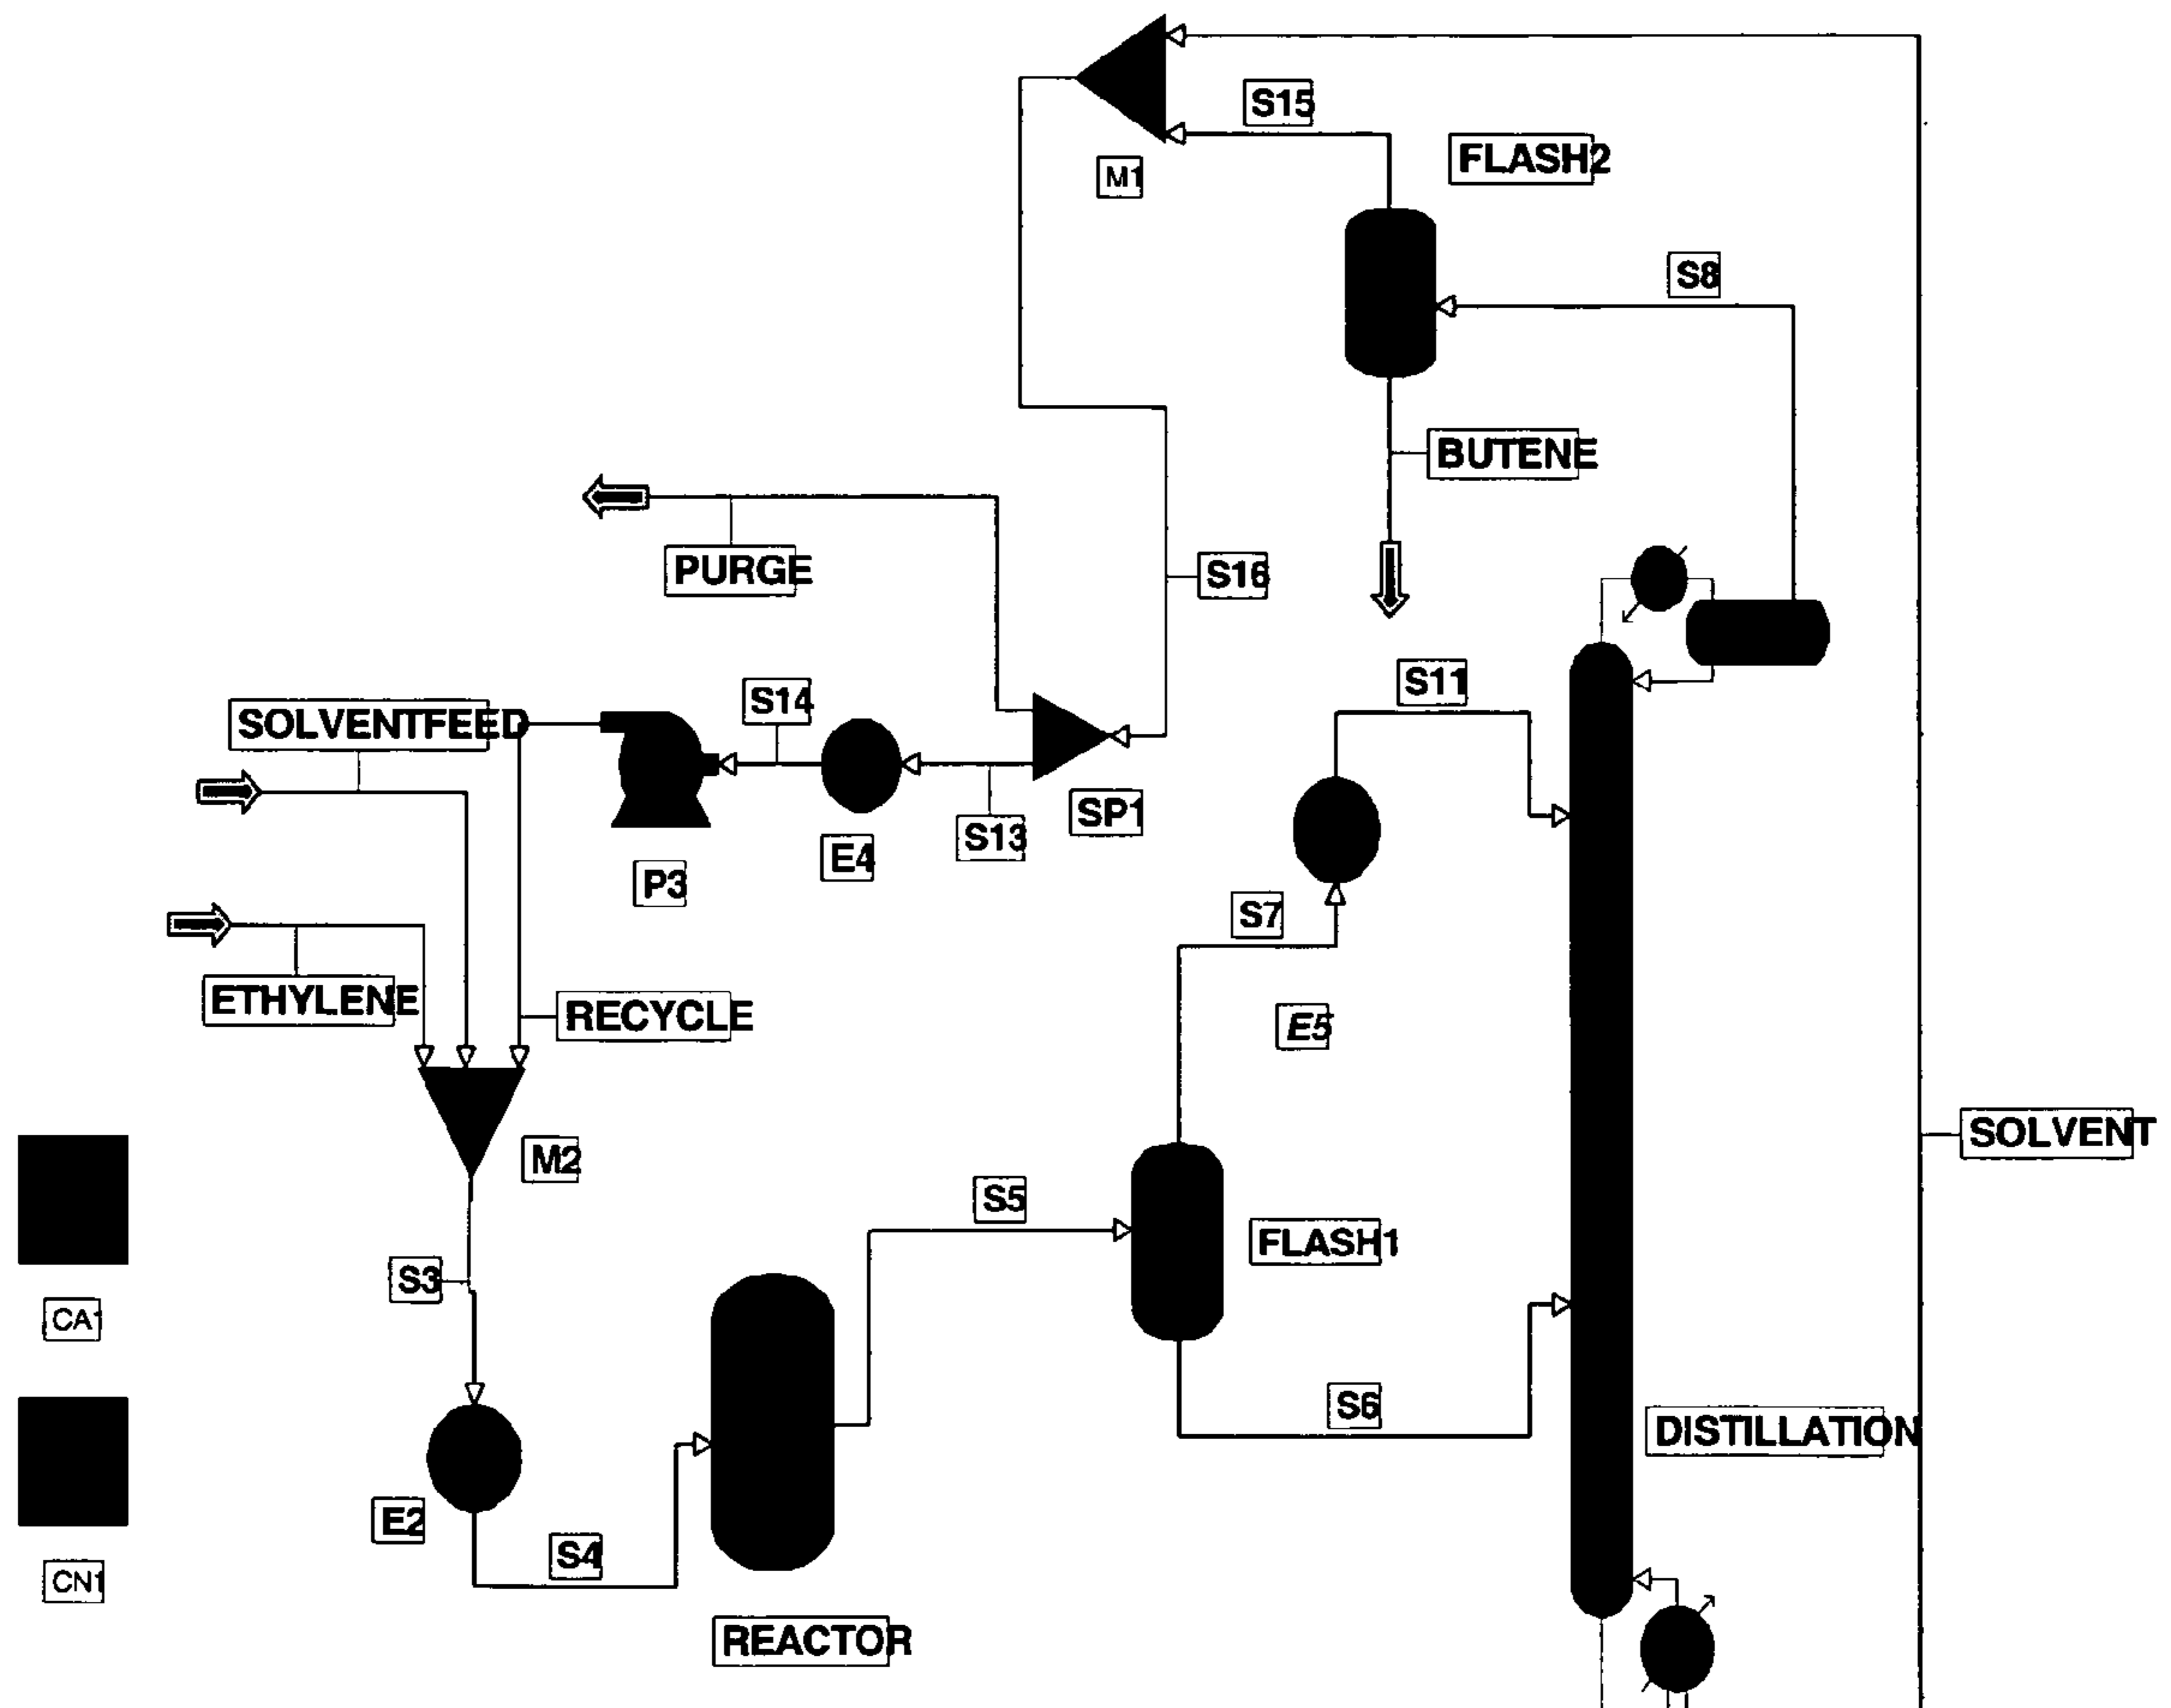 S15
FLASH2
M1
S8
BUTENE
PURGE
S16
S11
S14
SOLVENTFEED
SP1
S13
E4
P3
S7
ETHYLENE
RECYCLE
E5
SOLVENT
M2
S5
FLASH1
S3
CA1
S6
DISTILLATION
E2
S4
CN1
REACTOR